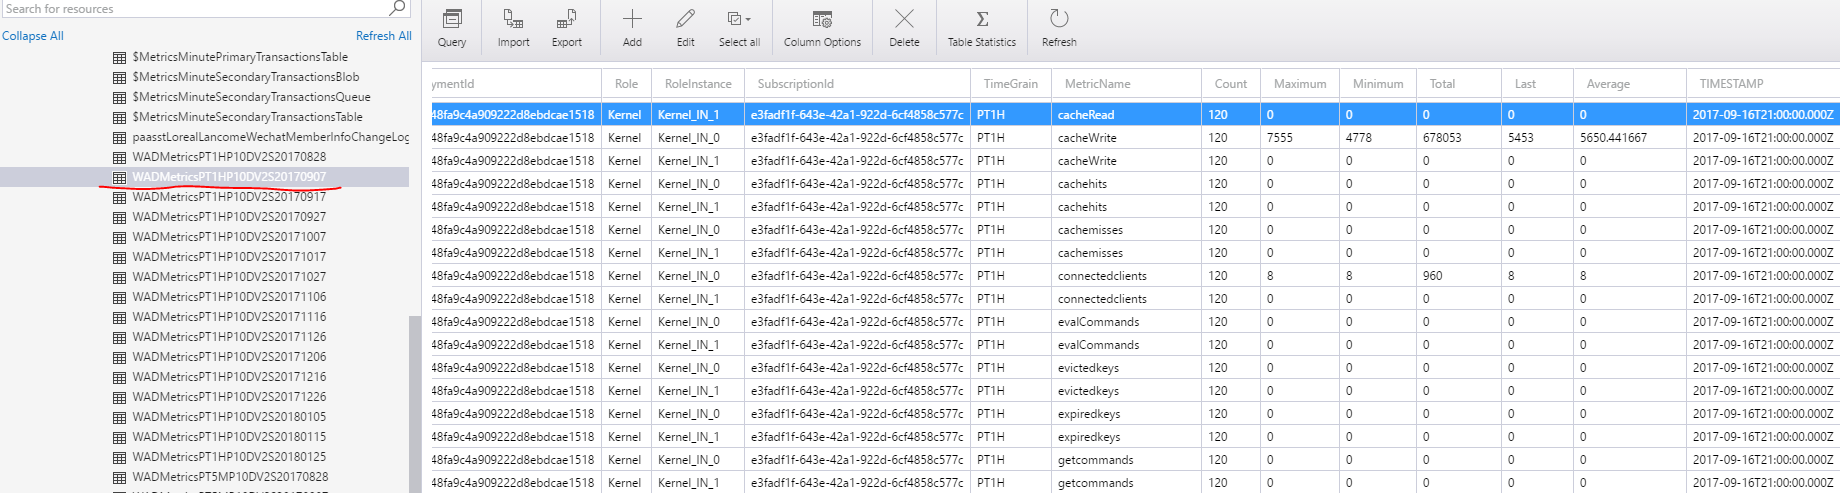 Search for resources
Collapse All Refresh All
$MetricsMinutePrimaryTransactionsTable
$MetricsMinuteSecondaryTransactionsBlob
$MetricsMinuteSecondaryTransactionsQueue
$MetricsMinuteSecondaryTransactionsTable
paasstLorealLancomeWechatMemberInfoChangeLog
WADMetricsPT1HP10DV2S20170828
WADMetricsPT1HP10DV2S20170907
WADMetricsPT1HP10DV2S20170917
WADMetricsPT1HP10DV2S20170927
WADMetricsPT1HP10DV2S20171007
WADMetricsPT1HP10DV2S20171017
WADMetricsPT1HP10DV2S20171027
WADMetricsPT1HP10DV2S20171106
WADMetricsPT1HP10DV2S20171116
WADMetricsPT1HP10DV2S20171126
WADMetricsPT1HP10DV2S20171206
WADMetricsPT1HP10DV2S20171216
WADMetricsPT1HP10DV2S20171226
WADMetricsPT1HP10DV2S20180105
WADMetricsPT1HP10DV2S20180115
WADMetricsPT1HP10DV2S20180125
WADMetricsPT5MP10DV2S20170828
Query Import Export Add Edit Select all Column Options Delete Table Statistics Refresh
ymentId Role RoleInstance SubscriptionId TimeGrain MetricName Count Maximum Minimum Total Last Average TIMESTAMP
48fa9c4a909222d8ebdcae1518 Kernel Kernel_IN_1 e3fadf1f-643e-42a1-922d-6cf4858c577c PT1H cacheRead 120 0 0 0 0 0 2017-09-16T21:00:00.000Z
48fa9c4a909222d8ebdcae1518 Kernel Kernel_IN_0 e3fadf1f-643e-42a1-922d-6cf4858c577c PT1H cacheWrite 120 7555 4778 678053 5453 5650.441667 2017-09-16T21:00:00.000Z
48fa9c4a909222d8ebdcae1518 Kernel Kernel_IN_1 e3fadf1f-643e-42a1-922d-6cf4858c577c PT1H cacheWrite 120 0 0 0 0 0 2017-09-16T21:00:00.000Z
48fa9c4a909222d8ebdcae1518 Kernel Kernel_IN_0 e3fadf1f-643e-42a1-922d-6cf4858c577c PT1H cachehits 120 0 0 0 0 0 2017-09-16T21:00:00.000Z
48fa9c4a909222d8ebdcae1518 Kernel Kernel_IN_1 e3fadf1f-643e-42a1-922d-6cf4858c577c PT1H cachehits 120 0 0 0 0 0 2017-09-16T21:00:00.000Z
48fa9c4a909222d8ebdcae1518 Kernel Kernel_IN_0 e3fadf1f-643e-42a1-922d-6cf4858c577c PT1H cachemisses 120 0 0 0 0 0 2017-09-16T21:00:00.000Z
48fa9c4a909222d8ebdcae1518 Kernel Kernel_IN_1 e3fadf1f-643e-42a1-922d-6cf4858c577c PT1H cachemisses 120 0 0 0 0 0 2017-09-16T21:00:00.000Z
48fa9c4a909222d8ebdcae1518 Kernel Kernel_IN_0 e3fadf1f-643e-42a1-922d-6cf4858c577c PT1H connectedclients 120 8 8 960 8 8 2017-09-16T21:00:00.000Z
48fa9c4a909222d8ebdcae1518 Kernel Kernel_IN_1 e3fadf1f-643e-42a1-922d-6cf4858c577c PT1H connectedclients 120 0 0 0 0 0 2017-09-16T21:00:00.000Z
48fa9c4a909222d8ebdcae1518 Kernel Kernel_IN_0 e3fadf1f-643e-42a1-922d-6cf4858c577c PT1H evalCommands 120 0 0 0 0 0 2017-09-16T21:00:00.000Z
48fa9c4a909222d8ebdcae1518 Kernel Kernel_IN_1 e3fadf1f-643e-42a1-922d-6cf4858c577c PT1H evalCommands 120 0 0 0 0 0 2017-09-16T21:00:00.000Z
48fa9c4a909222d8ebdcae1518 Kernel Kernel_IN_0 e3fadf1f-643e-42a1-922d-6cf4858c577c PT1H evictedkeys 120 0 0 0 0 0 2017-09-16T21:00:00.000Z
48fa9c4a909222d8ebdcae1518 Kernel Kernel_IN_1 e3fadf1f-643e-42a1-922d-6cf4858c577c PT1H evictedkeys 120 0 0 0 0 0 2017-09-16T21:00:00.000Z
48fa9c4a909222d8ebdcae1518 Kernel Kernel_IN_0 e3fadf1f-643e-42a1-922d-6cf4858c577c PT1H expiredkeys 120 0 0 0 0 0 2017-09-16T21:00:00.000Z
48fa9c4a909222d8ebdcae1518 Kernel Kernel_IN_1 e3fadf1f-643e-42a1-922d-6cf4858c577c PT1H expiredkeys 120 0 0 0 0 0 2017-09-16T21:00:00.000Z
48fa9c4a909222d8ebdcae1518 Kernel Kernel_IN_0 e3fadf1f-643e-42a1-922d-6cf4858c577c PT1H getcommands 120 0 0 0 0 0 2017-09-16T21:00:00.000Z
48fa9c4a909222d8ebdcae1518 Kernel Kernel_IN_1 e3fadf1f-643e-42a1-922d-6cf4858c577c PT1H getcommands 120 0 0 0 0 0 2017-09-16T21:00:00.000Z